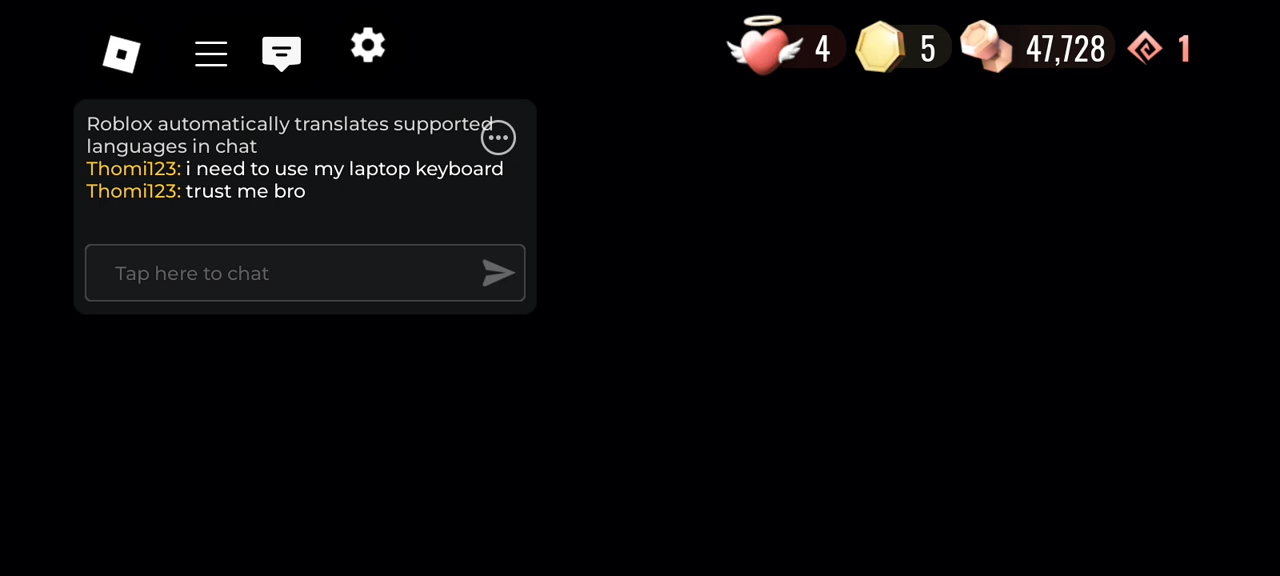 4 5 47,728 1
Roblox automatically translates supported
languages in chat
Thomi123: i need to use my laptop keyboard
Thomi123: trust me bro
Tap here to chat